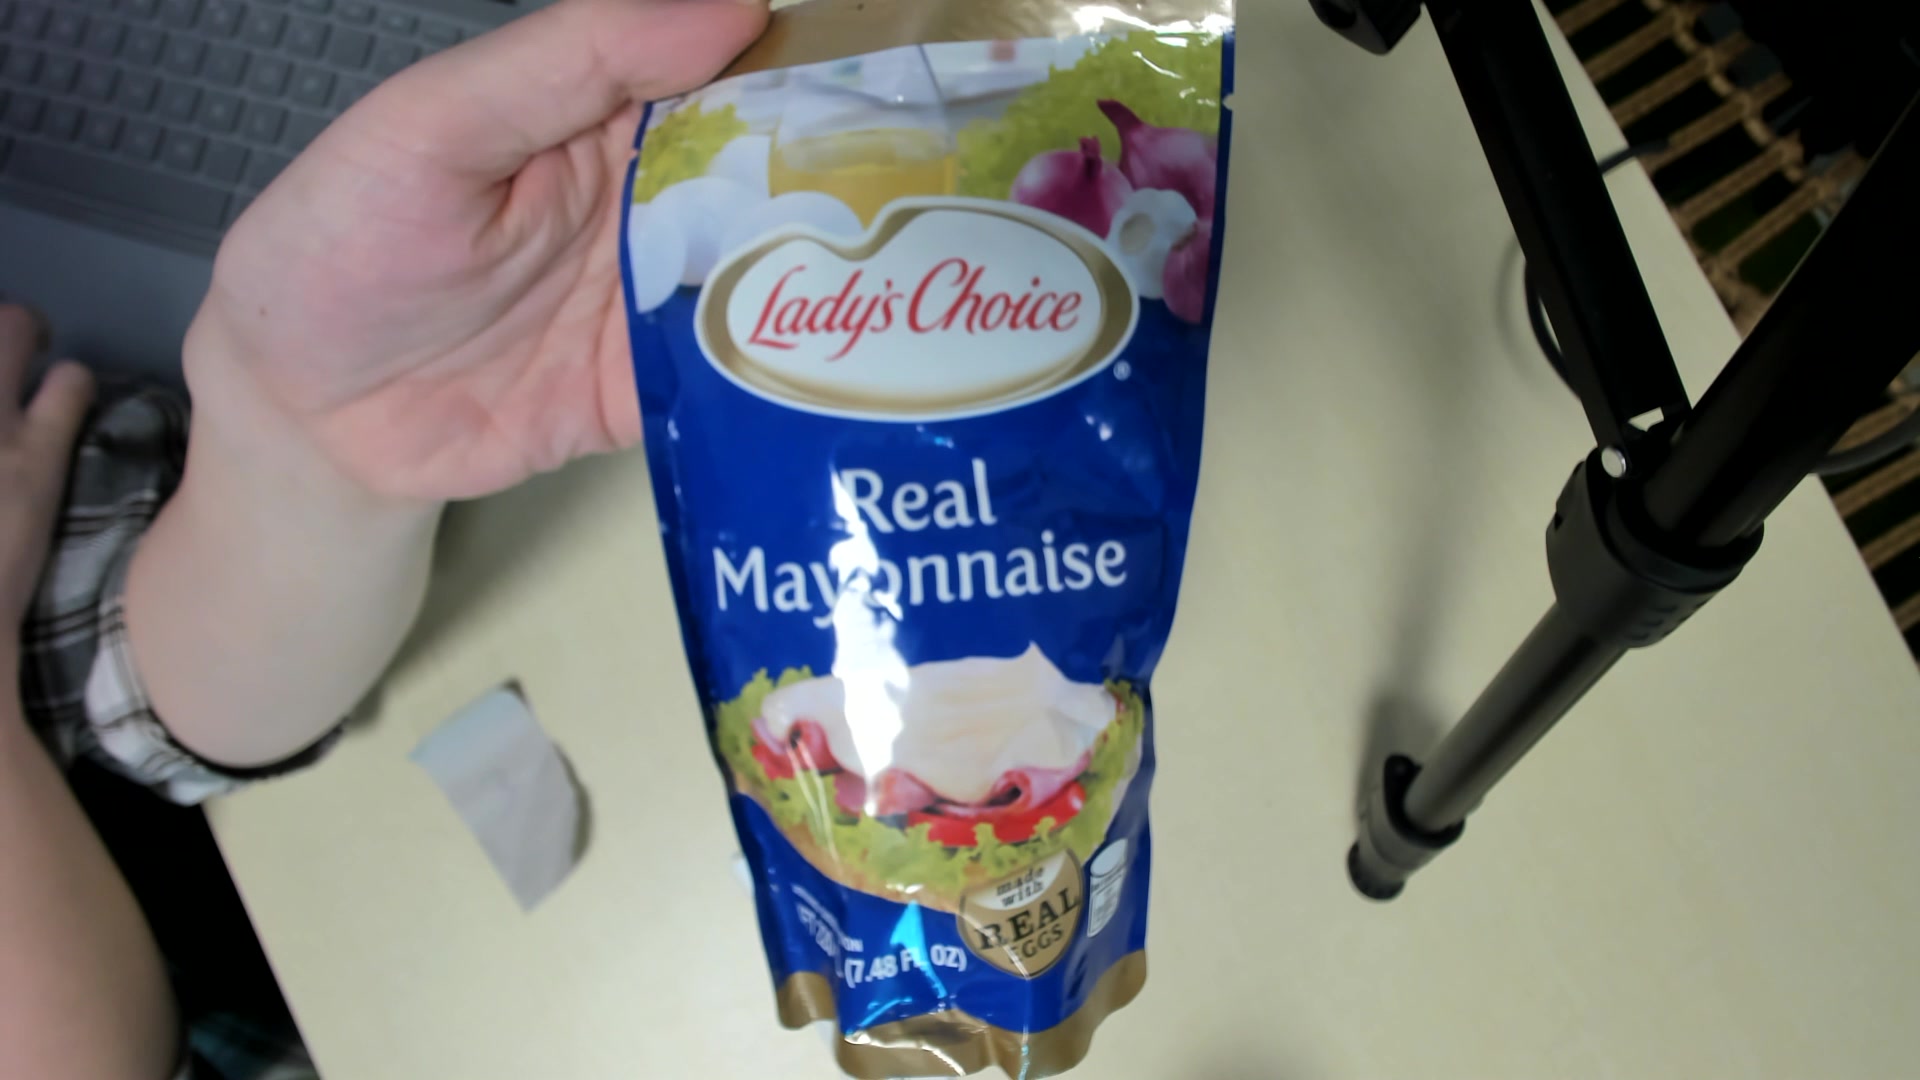 Lady's Choice
®
Real
Mayonnaise
made
with
REAL
EGGS
(7.48 FL OZ)